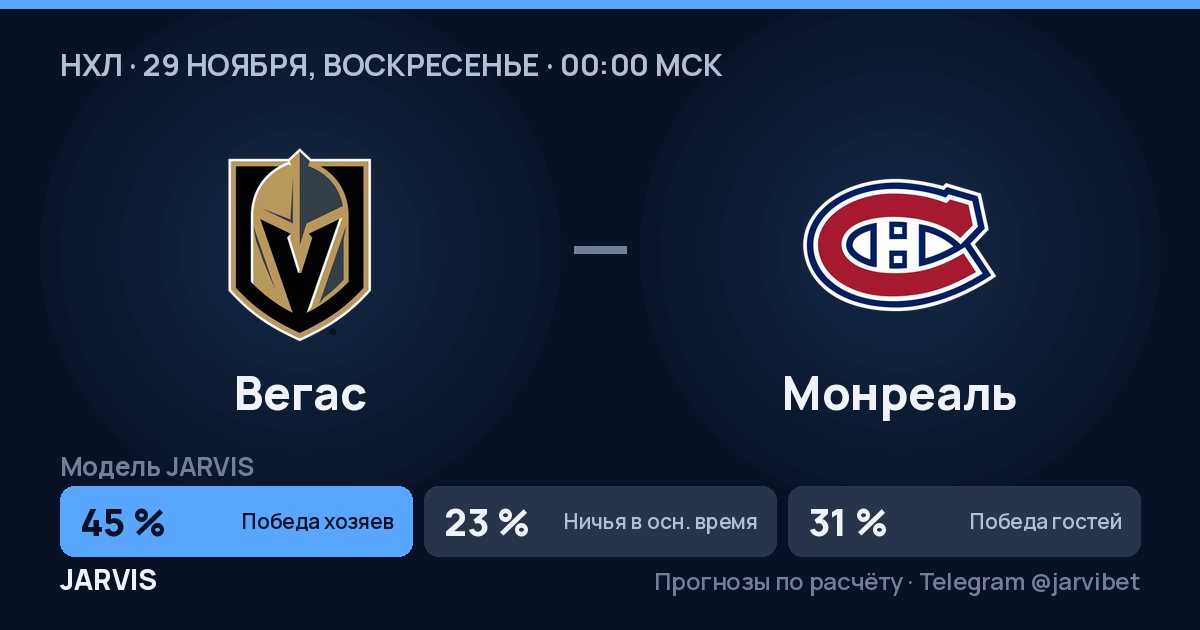 НХЛ · 29 НОЯБРЯ, ВОСКРЕСЕНЬЕ · 00:00 МСК
—
Вегас
Монреаль
Модель JARVIS
45 % Победа хозяев
23 % Ничья в осн. время
31 % Победа гостей
JARVIS
Прогнозы по расчёту · Telegram @jarvibet